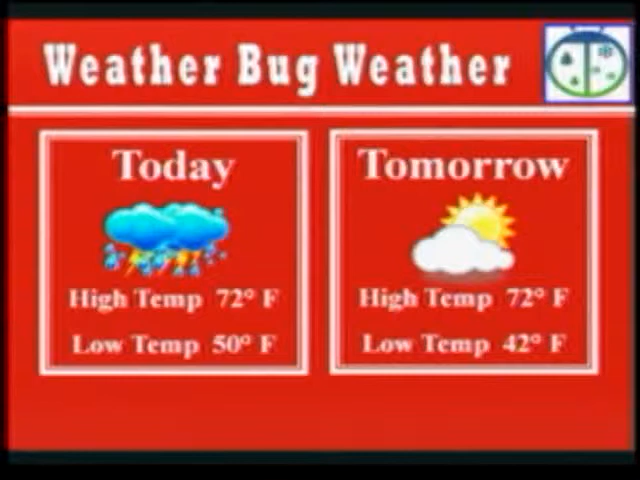 Weather Bug Weather
Today
High Temp 72° F
Low Temp 50° F
Tomorrow
High Temp 72° F
Low Temp 42° F